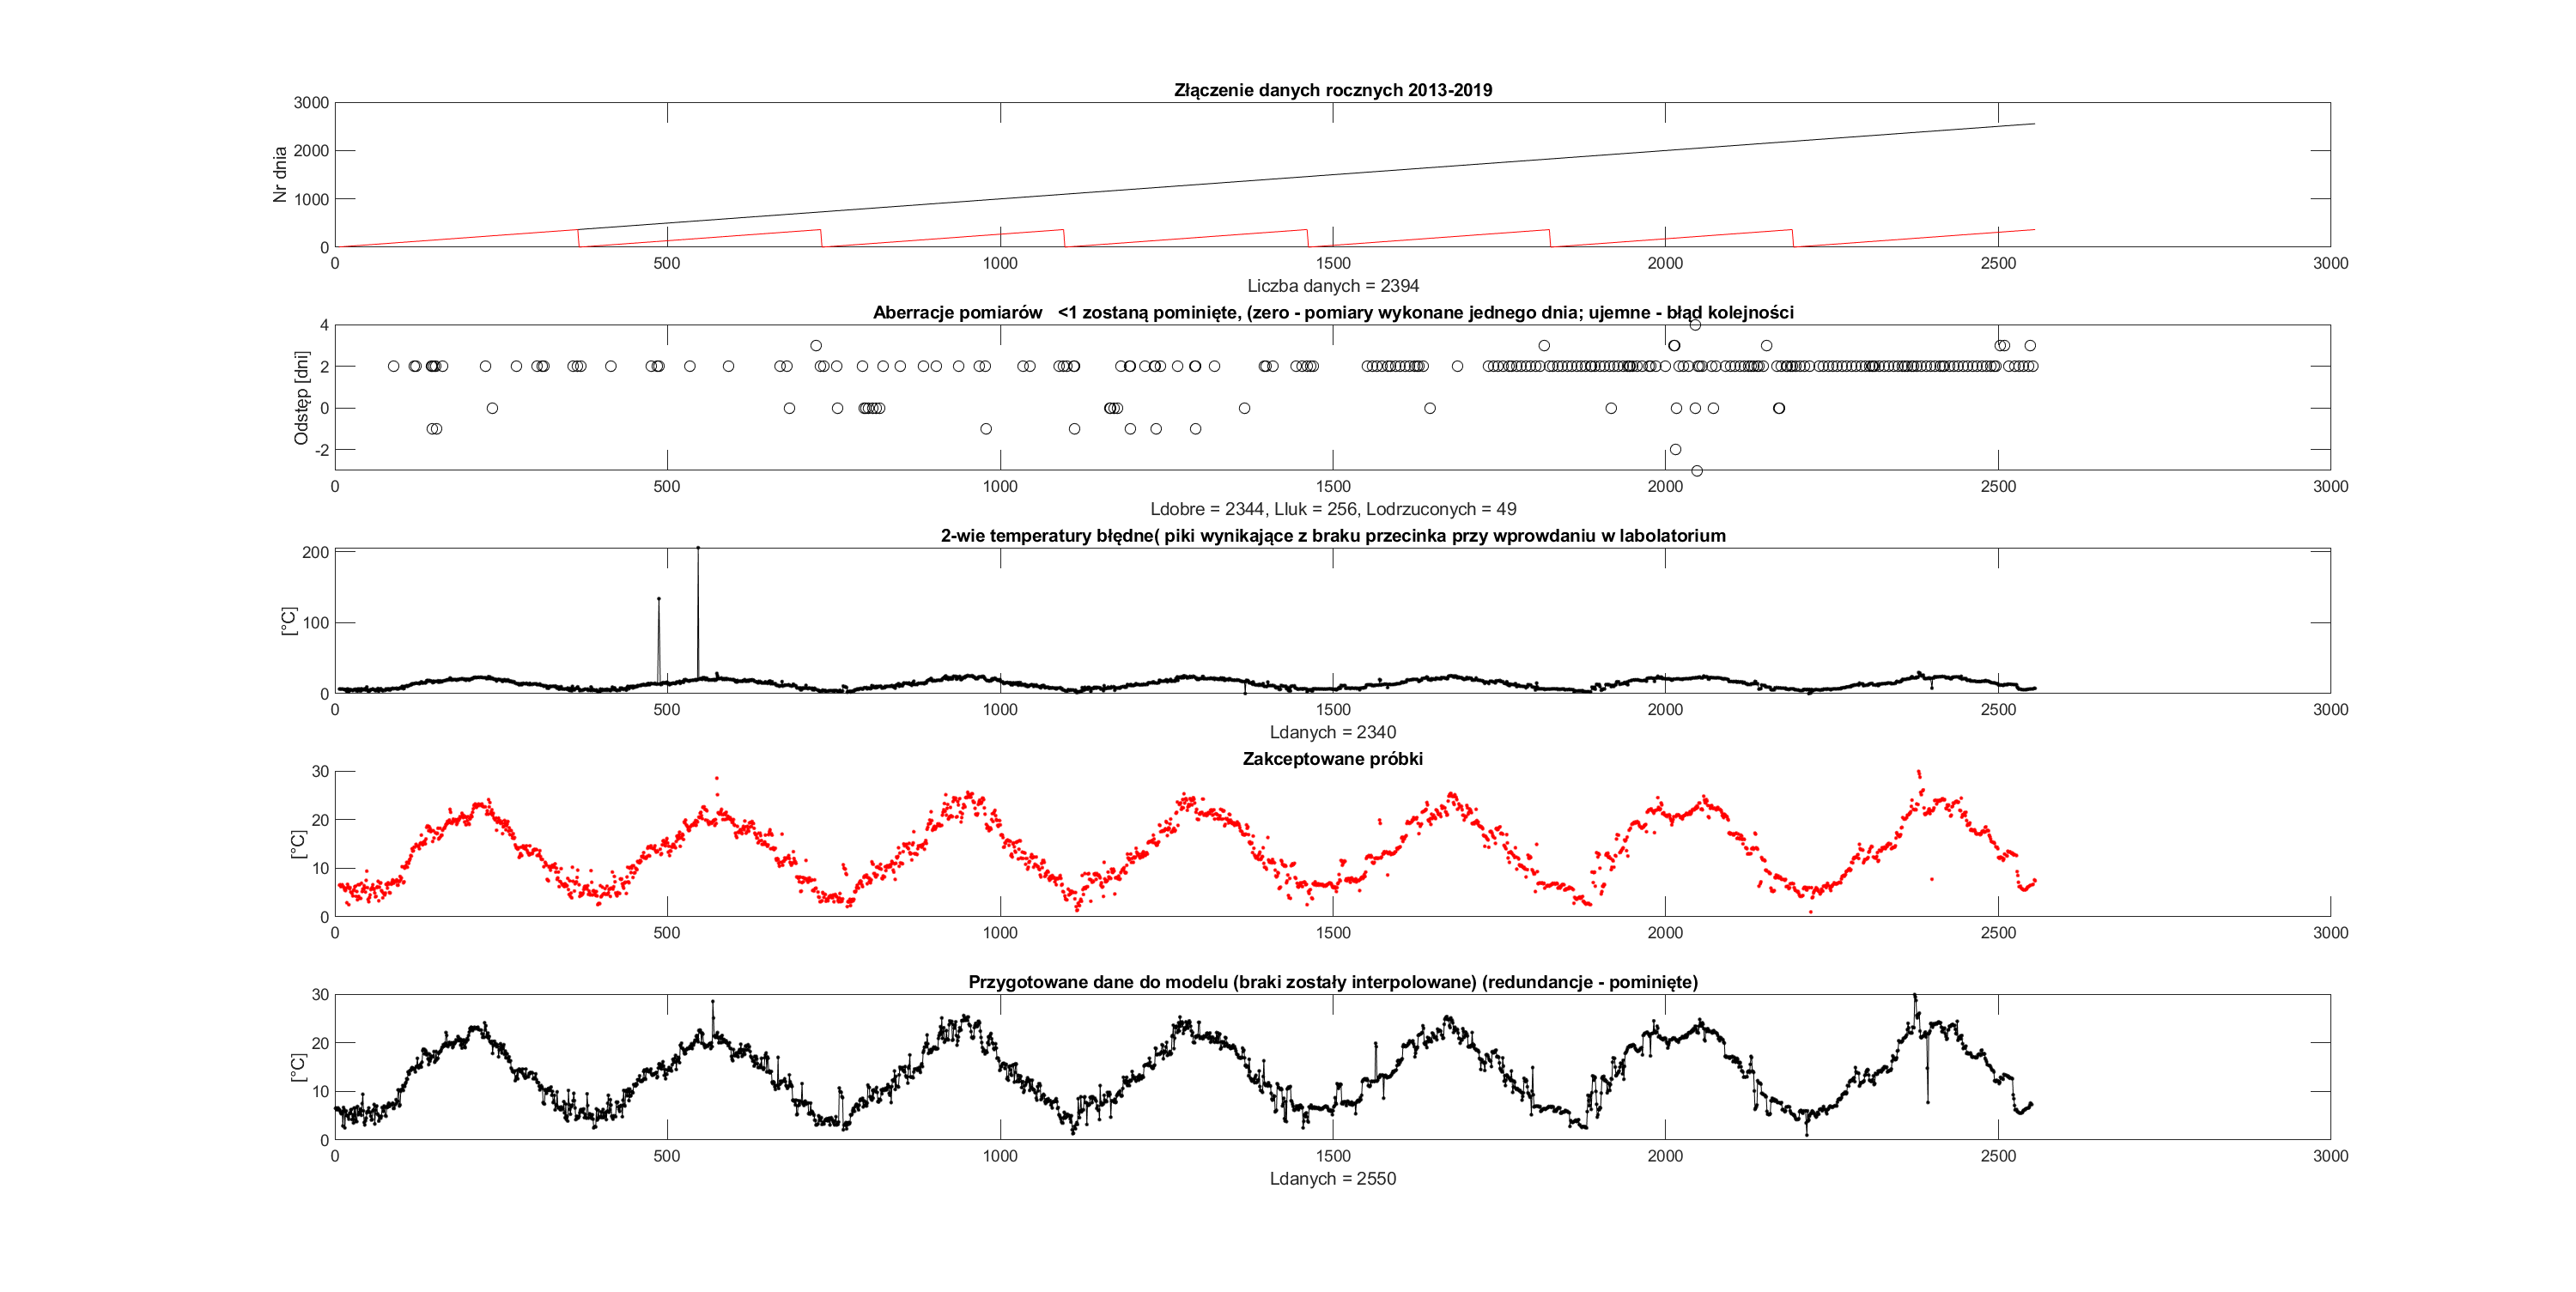 Złączenie danych rocznych 2013-2019
3000
2000
1000
0
Nr dnia
0 500 1000 1500 2000 2500 3000
Liczba danych = 2394
Aberracje pomiarów <1 zostaną pominięte, (zero - pomiary wykonane jednego dnia; ujemne - błąd kolejności
4
2
0
-2
Odstęp [dni]
0 500 1000 1500 2000 2500 3000
Ldobre = 2344, Lluk = 256, Lodrzuconych = 49
2-wie temperatury błędne( piki wynikające z braku przecinka przy wprowdaniu w labolatorium
200
100
0
[°C]
0 500 1000 1500 2000 2500 3000
Ldanych = 2340
Zakceptowane próbki
30
20
10
0
[°C]
0 500 1000 1500 2000 2500 3000
Przygotowane dane do modelu (braki zostały interpolowane) (redundancje - pominięte)
30
20
10
0
[°C]
0 500 1000 1500 2000 2500 3000
Ldanych = 2550